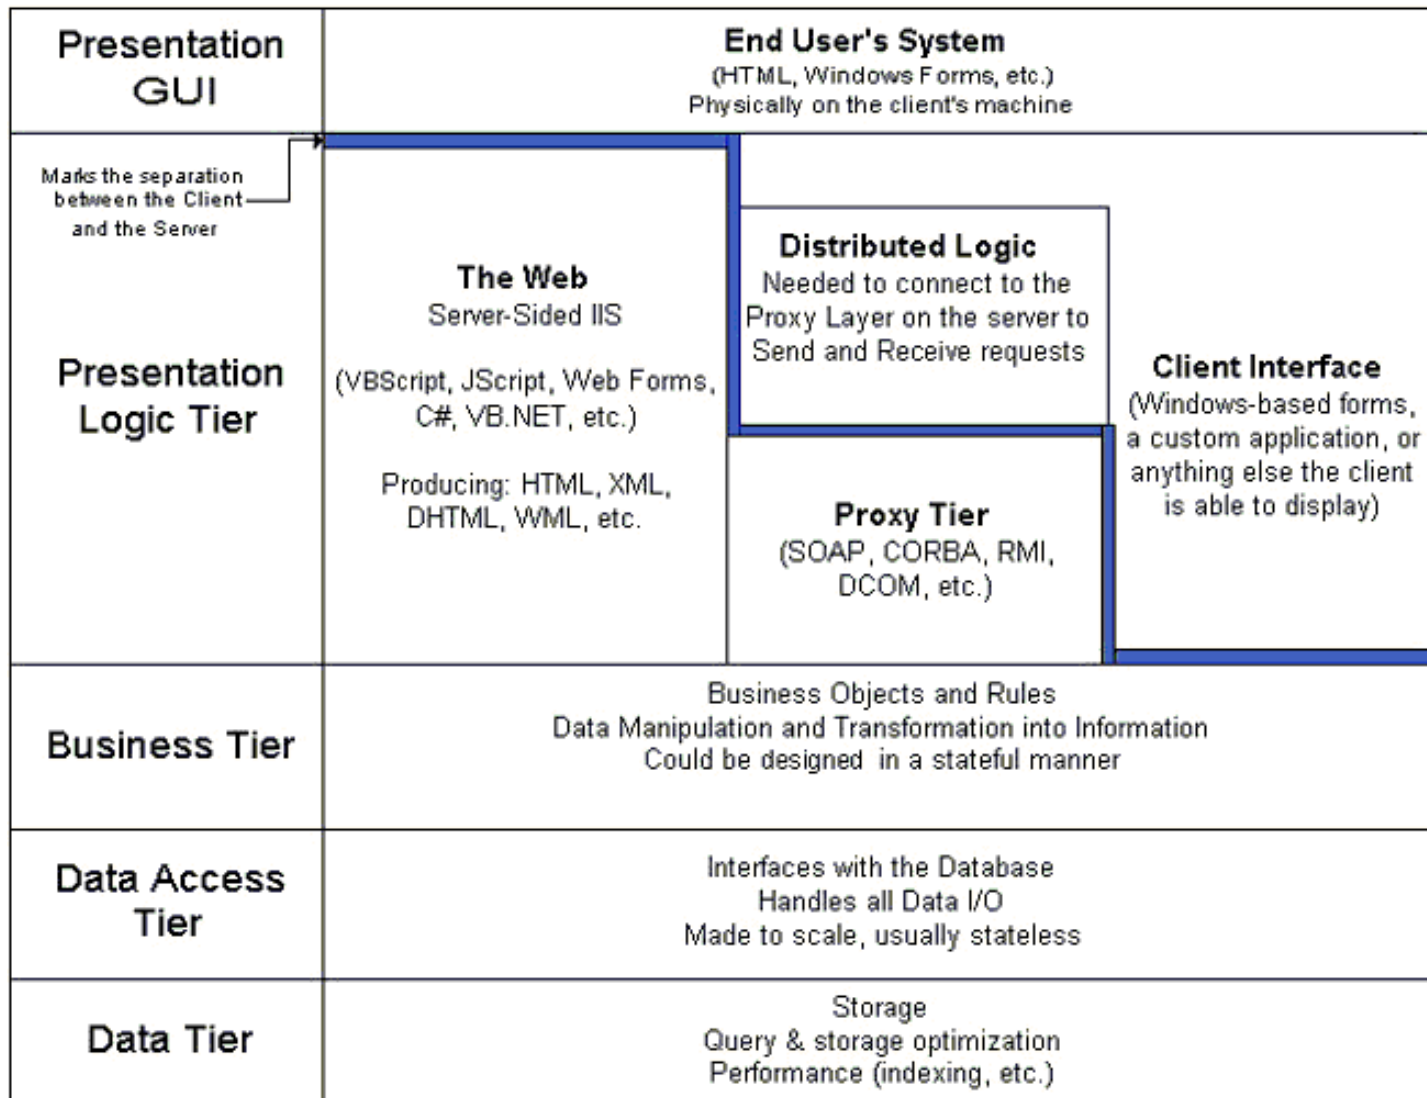 Presentation
GUI
End User's System
(HTML, Windows Forms, etc.)
Physically on the client's machine
Marks the separation
between the Client
and the Server
Presentation
Logic Tier
The Web
Server-Sided IIS
(VBScript, JScript, Web Forms,
C#, VB.NET, etc.)
Producing: HTML, XML,
DHTML, WML, etc.
Distributed Logic
Needed to connect to the
Proxy Layer on the server to
Send and Receive requests
Proxy Tier
(SOAP, CORBA, RMI,
DCOM, etc.)
Client Interface
(Windows-based forms,
a custom application, or
anything else the client
is able to display)
Business Tier
Business Objects and Rules
Data Manipulation and Transformation into Information
Could be designed in a stateful manner
Data Access
Tier
Interfaces with the Database
Handles all Data I/O
Made to scale, usually stateless
Data Tier
Storage
Query & storage optimization
Performance (indexing, etc.)